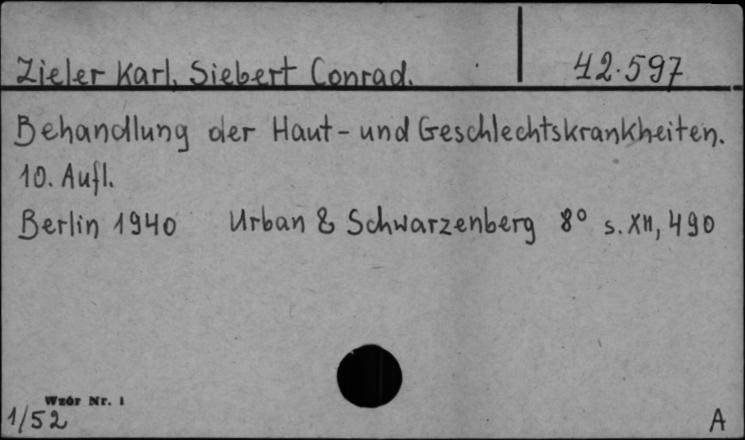 Zieler Karl, Siebert Conrad.
42.597
Behandlung der Haut- und Geschlechtskrankheiten.
10. Aufl.
Berlin 1940 Urban & Schwarzenberg 8° s. XII, 490
Wzór Nr. 1
1/52
A